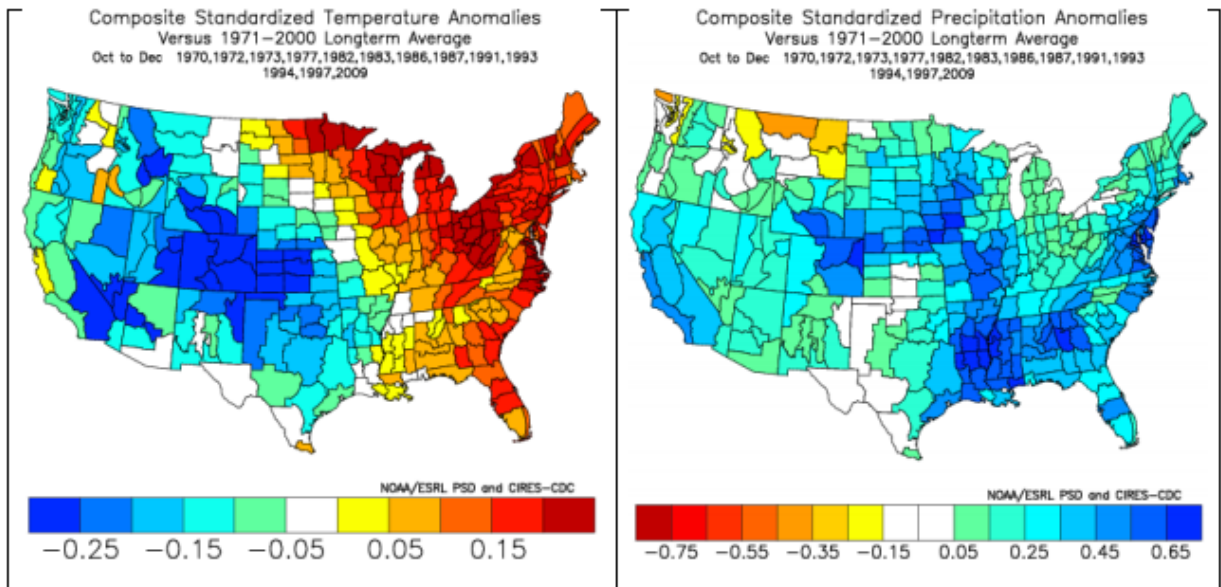 Composite Standardized Temperature Anomalies
Versus 1971-2000 Longterm Average
Oct to Dec 1970,1972,1973,1977,1982,1983,1986,1987,1991,1993
1994,1997,2009
NOAA/ESRL PSD and CIRES-CDC
-0.25 -0.15 -0.05 0.05 0.15
Composite Standardized Precipitation Anomalies
Versus 1971-2000 Longterm Average
Oct to Dec 1970,1972,1973,1977,1982,1983,1986,1987,1991,1993
1994,1997,2009
NOAA/ESRL PSD and CIRES-CDC
-0.75 -0.55 -0.35 -0.15 0.05 0.25 0.45 0.65